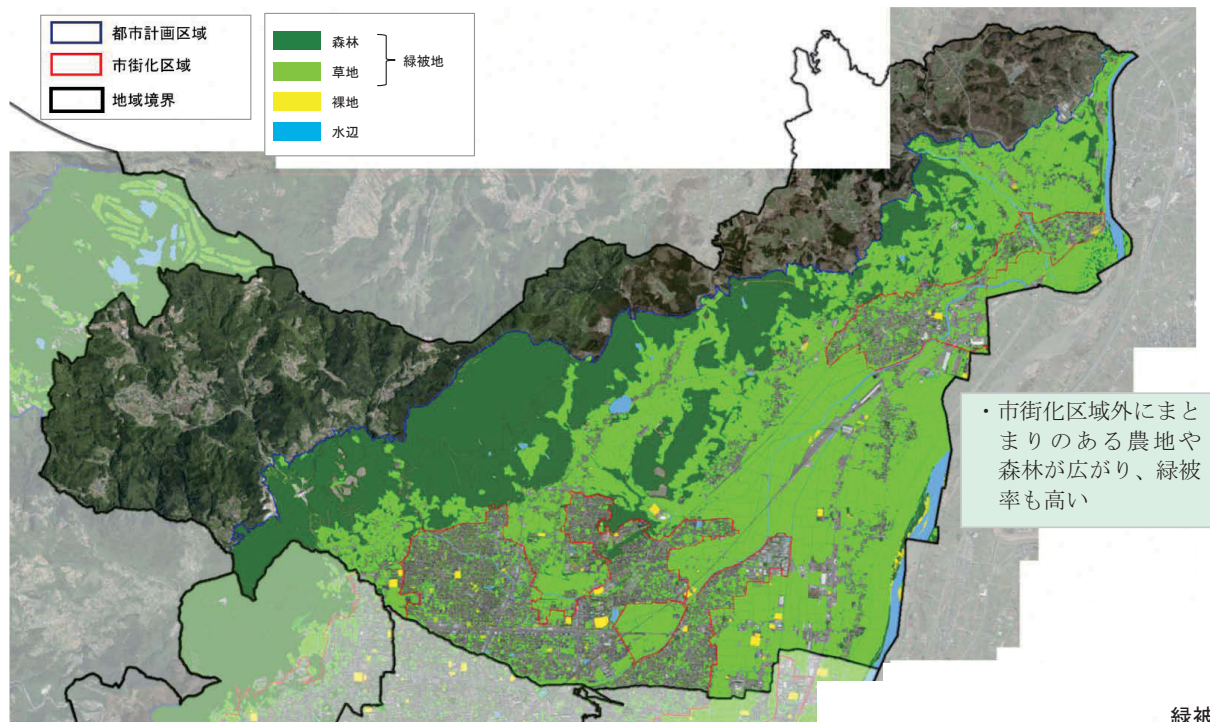 都市計画区域
市街化区域
地域境界
森林
草地
緑被地
裸地
水辺
・市街化区域外にまと
まりのある農地や
森林が広がり、緑被
率も高い
緑被